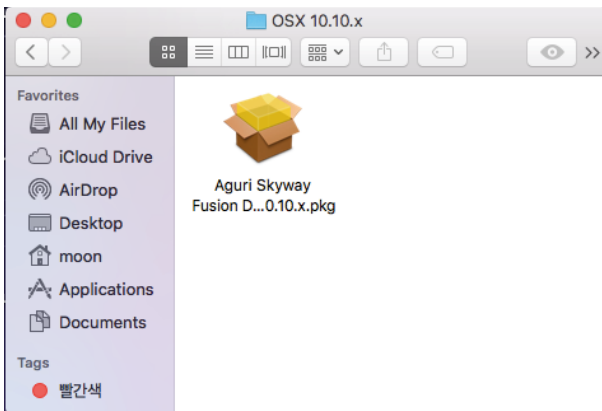 OSX 10.10.x
Favorites
All My Files
iCloud Drive
AirDrop
Desktop
moon
Applications
Documents
Tags
빨간색
Aguri Skyway
Fusion D...0.10.x.pkg